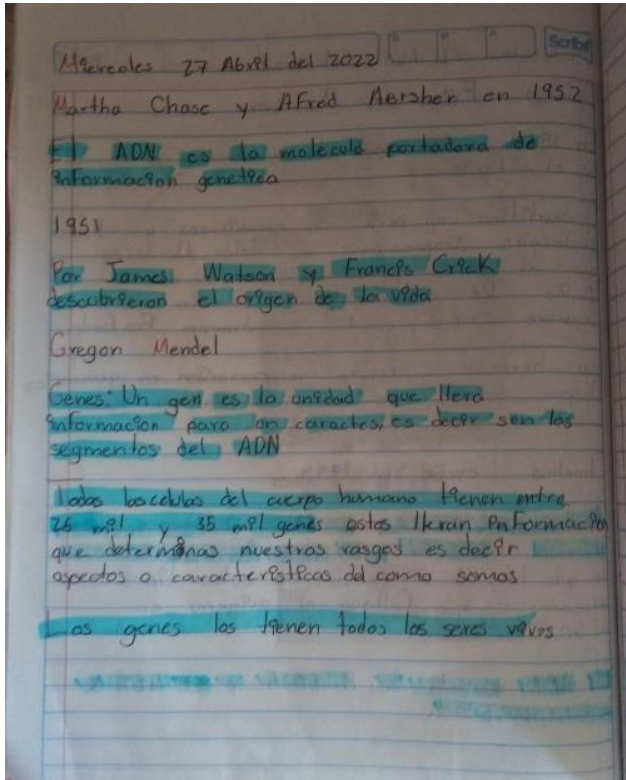 Scribe
Miercoles 27 Abril del 2022
Martha Chase y Afred Aersher en 1952
El ADN es la molecula portadora de
informacion genetica
1951
Por James Watson y Francis Crick
descubrieron el origen de la vida
Gregon Mendel
Genes: Un gen es la unidad que lleva
informacion para un caracter, es decir son los
segmentos del ADN
Todas las celulas del cuerpo humano tienen entre
25 mil y 35 mil genes estos llevan informacion
que determinas nuestros rasgos es decir
aspectos o caracteristicas del como somos
Los genes los tienen todos los seres vivos